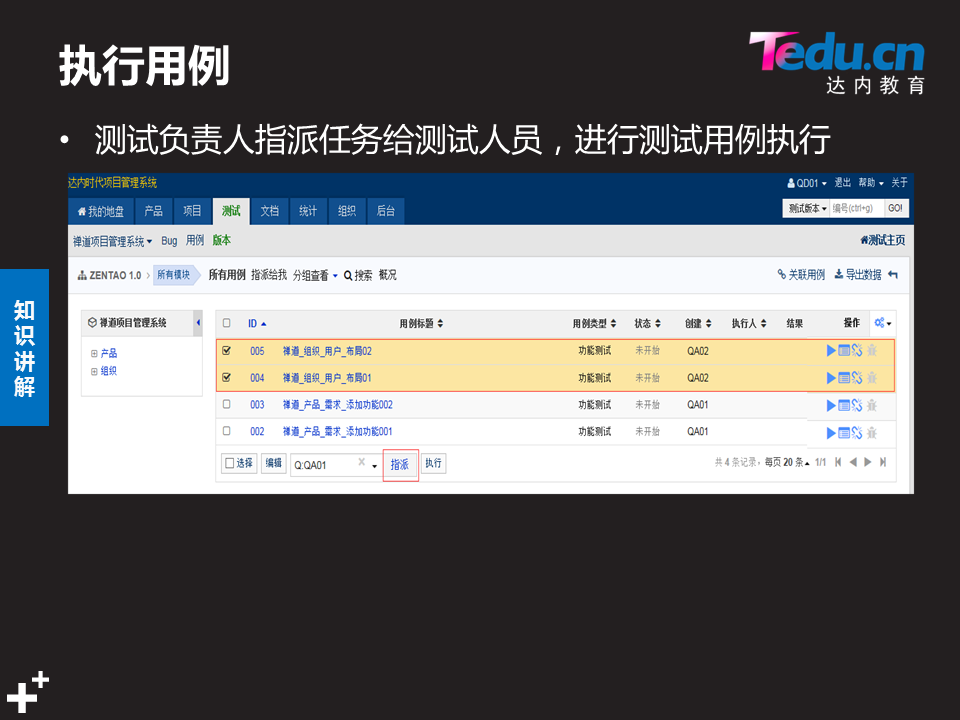 执行用例
Tedu.cn
达内教育
• 测试负责人指派任务给测试人员，进行测试用例执行
达内时代项目管理系统 QD01 退出 帮助 关于
我的地盘 产品 项目 测试 文档 统计 组织 后台 测试版本 编号(ctrl+g) GO!
禅道项目管理系统 Bug 用例 版本 测试主页
ZENTAO 1.0 所有模块 所有用例 指派给我 分组查看 搜索 概况 关联用例 导出数据
知识讲解
禅道项目管理系统
产品
组织
ID 用例标题 用例类型 状态 创建 执行人 结果 操作
005 禅道_组织_用户_布局02 功能测试 未开始 QA02
004 禅道_组织_用户_布局01 功能测试 未开始 QA02
003 禅道_产品_需求_添加功能002 功能测试 未开始 QA01
002 禅道_产品_需求_添加功能001 功能测试 未开始 QA01
选择 编辑 Q:QA01 X 指派 执行 共 4 条记录，每页 20 条 1/1